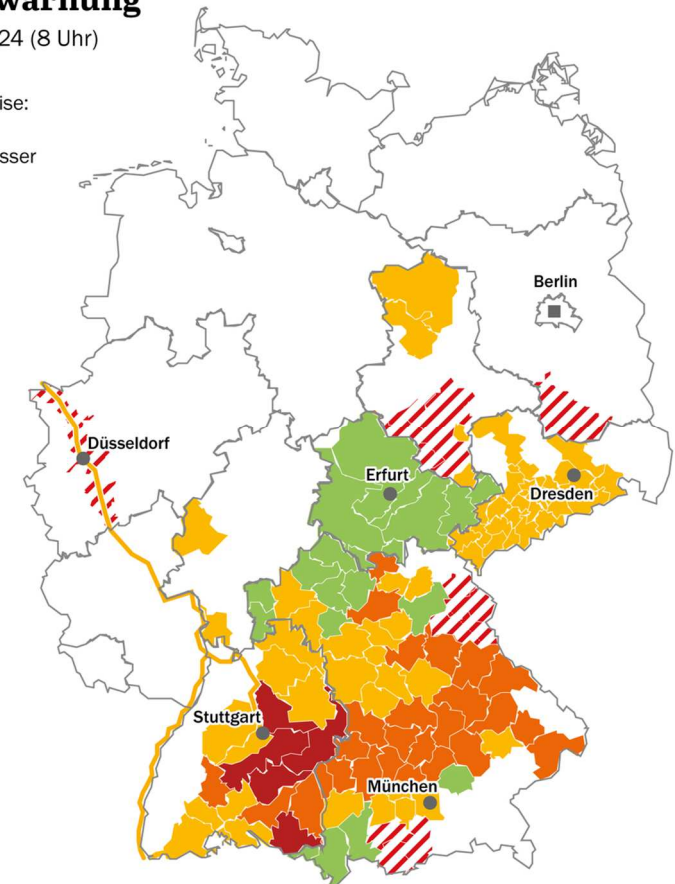 warnung
24 (8 Uhr)
ise:
sser
Berlin
Düsseldorf
Erfurt
Dresden
Stuttgart
München